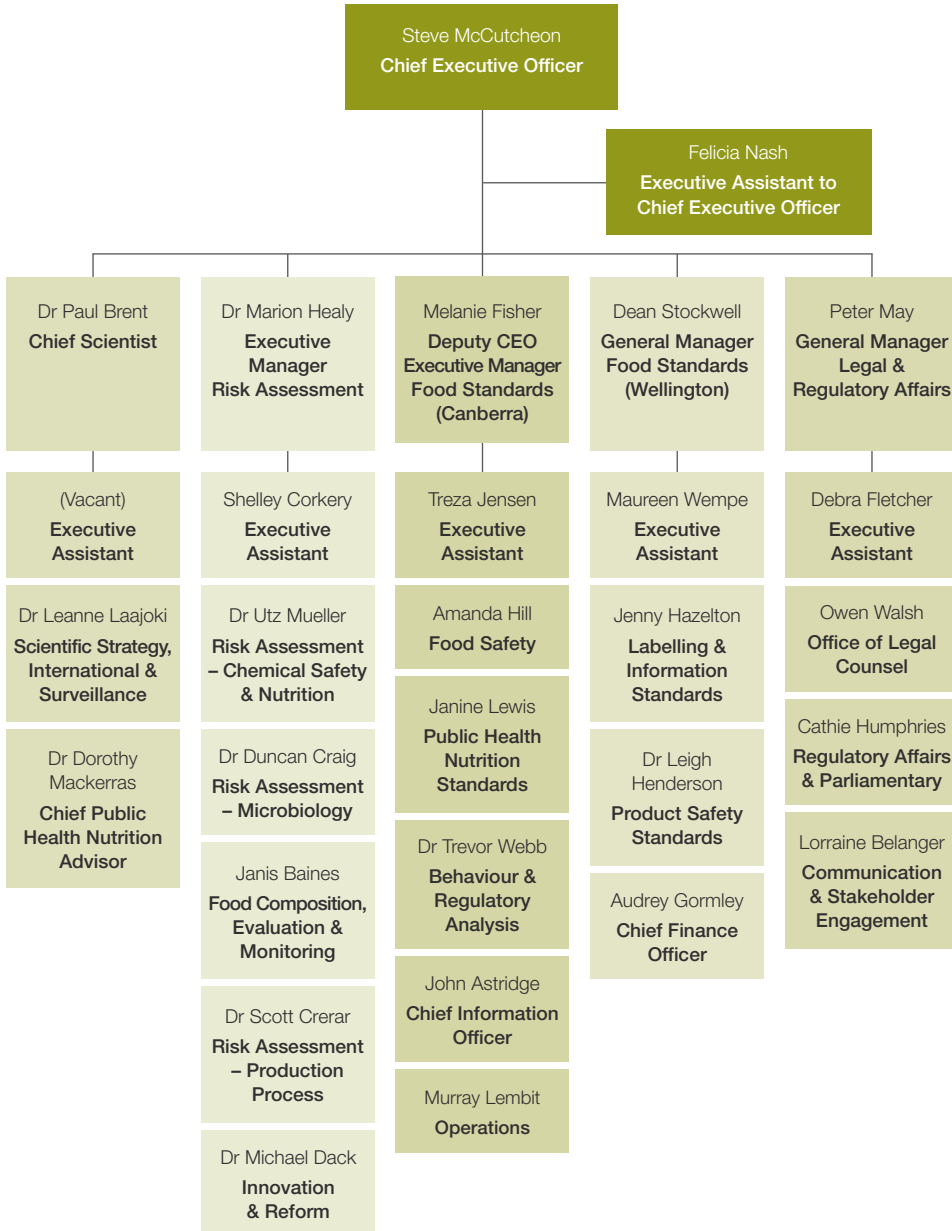 Steve McCutcheon
Chief Executive Officer
Felicia Nash
Executive Assistant to
Chief Executive Officer
Dr Paul Brent
Chief Scientist
(Vacant)
Executive
Assistant
Dr Leanne Laajoki
Scientific Strategy,
International &
Surveillance
Dr Dorothy
Mackerras
Chief Public
Health Nutrition
Advisor
Dr Marion Healy
Executive
Manager
Risk Assessment
Shelley Corkery
Executive
Assistant
Dr Utz Mueller
Risk Assessment
– Chemical Safety
& Nutrition
Dr Duncan Craig
Risk Assessment
– Microbiology
Janis Baines
Food Composition,
Evaluation &
Monitoring
Dr Scott Crerar
Risk Assessment
– Production
Process
Dr Michael Dack
Innovation
& Reform
Melanie Fisher
Deputy CEO
Executive Manager
Food Standards
(Canberra)
Treza Jensen
Executive
Assistant
Amanda Hill
Food Safety
Janine Lewis
Public Health
Nutrition
Standards
Dr Trevor Webb
Behaviour &
Regulatory
Analysis
John Astridge
Chief Information
Officer
Murray Lembit
Operations
Dean Stockwell
General Manager
Food Standards
(Wellington)
Maureen Wempe
Executive
Assistant
Jenny Hazelton
Labelling &
Information
Standards
Dr Leigh
Henderson
Product Safety
Standards
Audrey Gormley
Chief Finance
Officer
Peter May
General Manager
Legal &
Regulatory Affairs
Debra Fletcher
Executive
Assistant
Owen Walsh
Office of Legal
Counsel
Cathie Humphries
Regulatory Affairs
& Parliamentary
Lorraine Belanger
Communication
& Stakeholder
Engagement